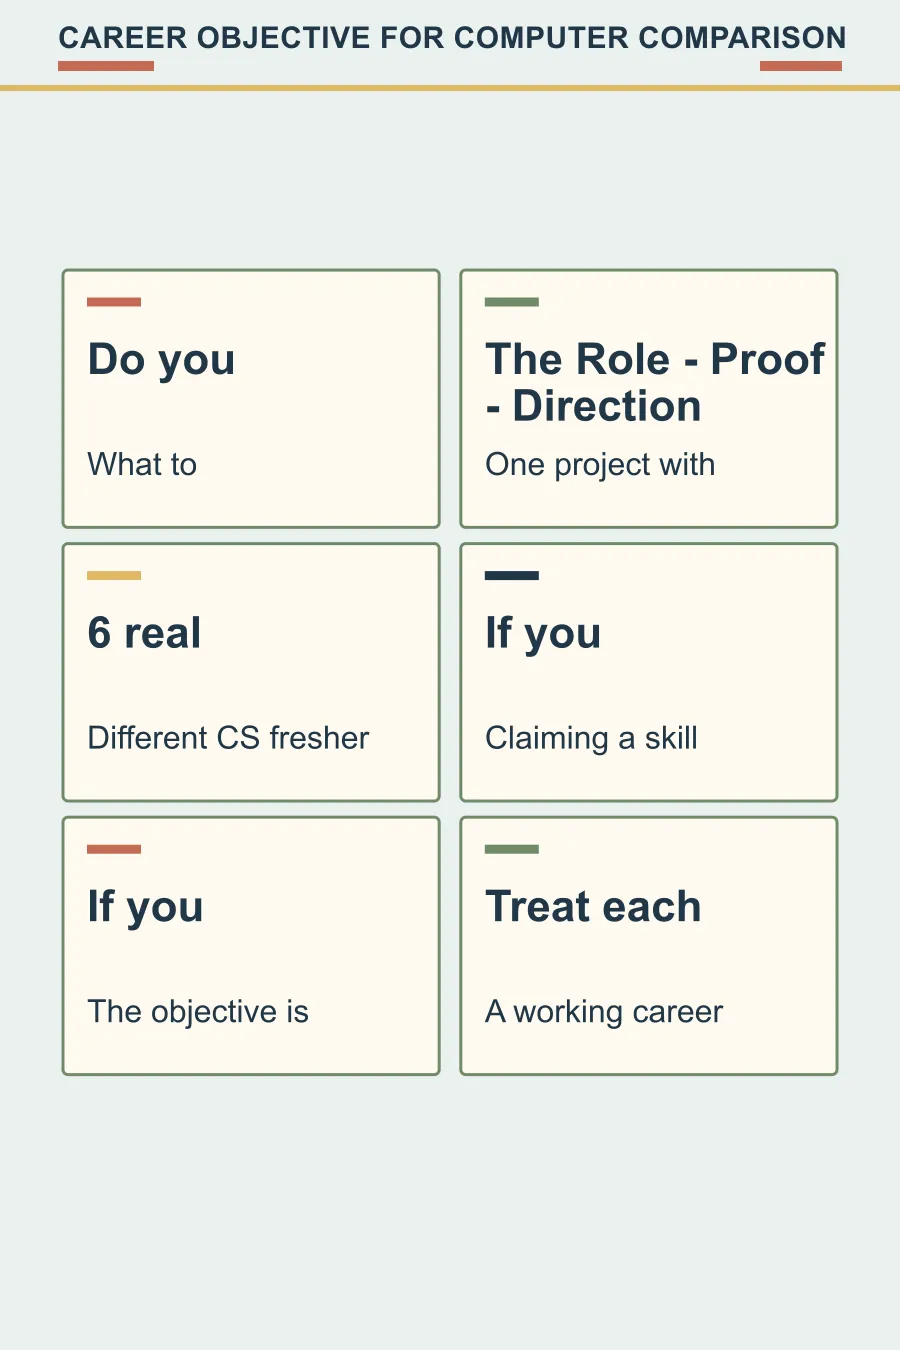 CAREER OBJECTIVE FOR COMPUTER COMPARISON
Do you
What to
The Role - Proof
- Direction
One project with
6 real
Different CS fresher
If you
Claiming a skill
If you
The objective is
Treat each
A working career